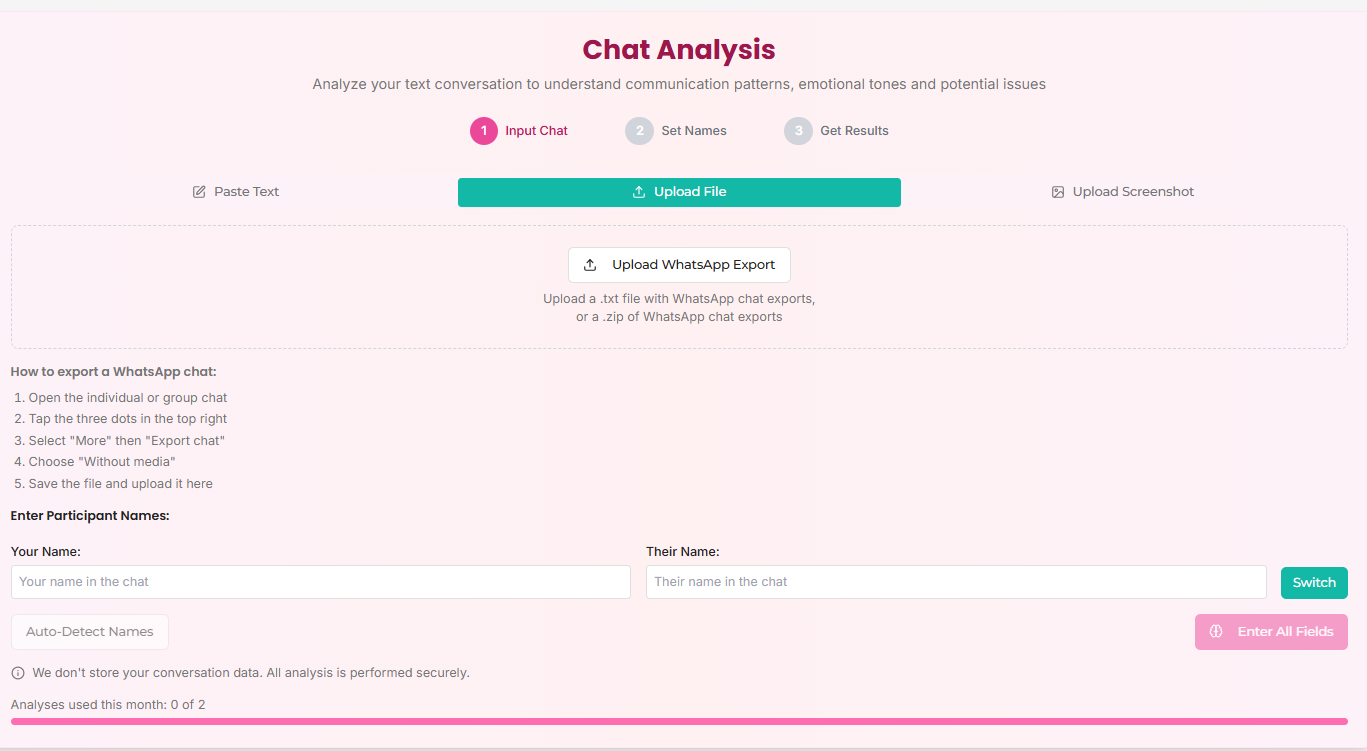 Chat Analysis
Analyze your text conversation to understand communication patterns, emotional tones and potential issues
1 Input Chat 2 Set Names 3 Get Results
Paste Text Upload File Upload Screenshot
Upload WhatsApp Export
Upload a .txt file with WhatsApp chat exports,
or a .zip of WhatsApp chat exports
How to export a WhatsApp chat:
1. Open the individual or group chat
2. Tap the three dots in the top right
3. Select "More" then "Export chat"
4. Choose "Without media"
5. Save the file and upload it here
Enter Participant Names:
Your Name: Their Name:
Your name in the chat Their name in the chat Switch
Auto-Detect Names Enter All Fields
We don't store your conversation data. All analysis is performed securely.
Analyses used this month: 0 of 2